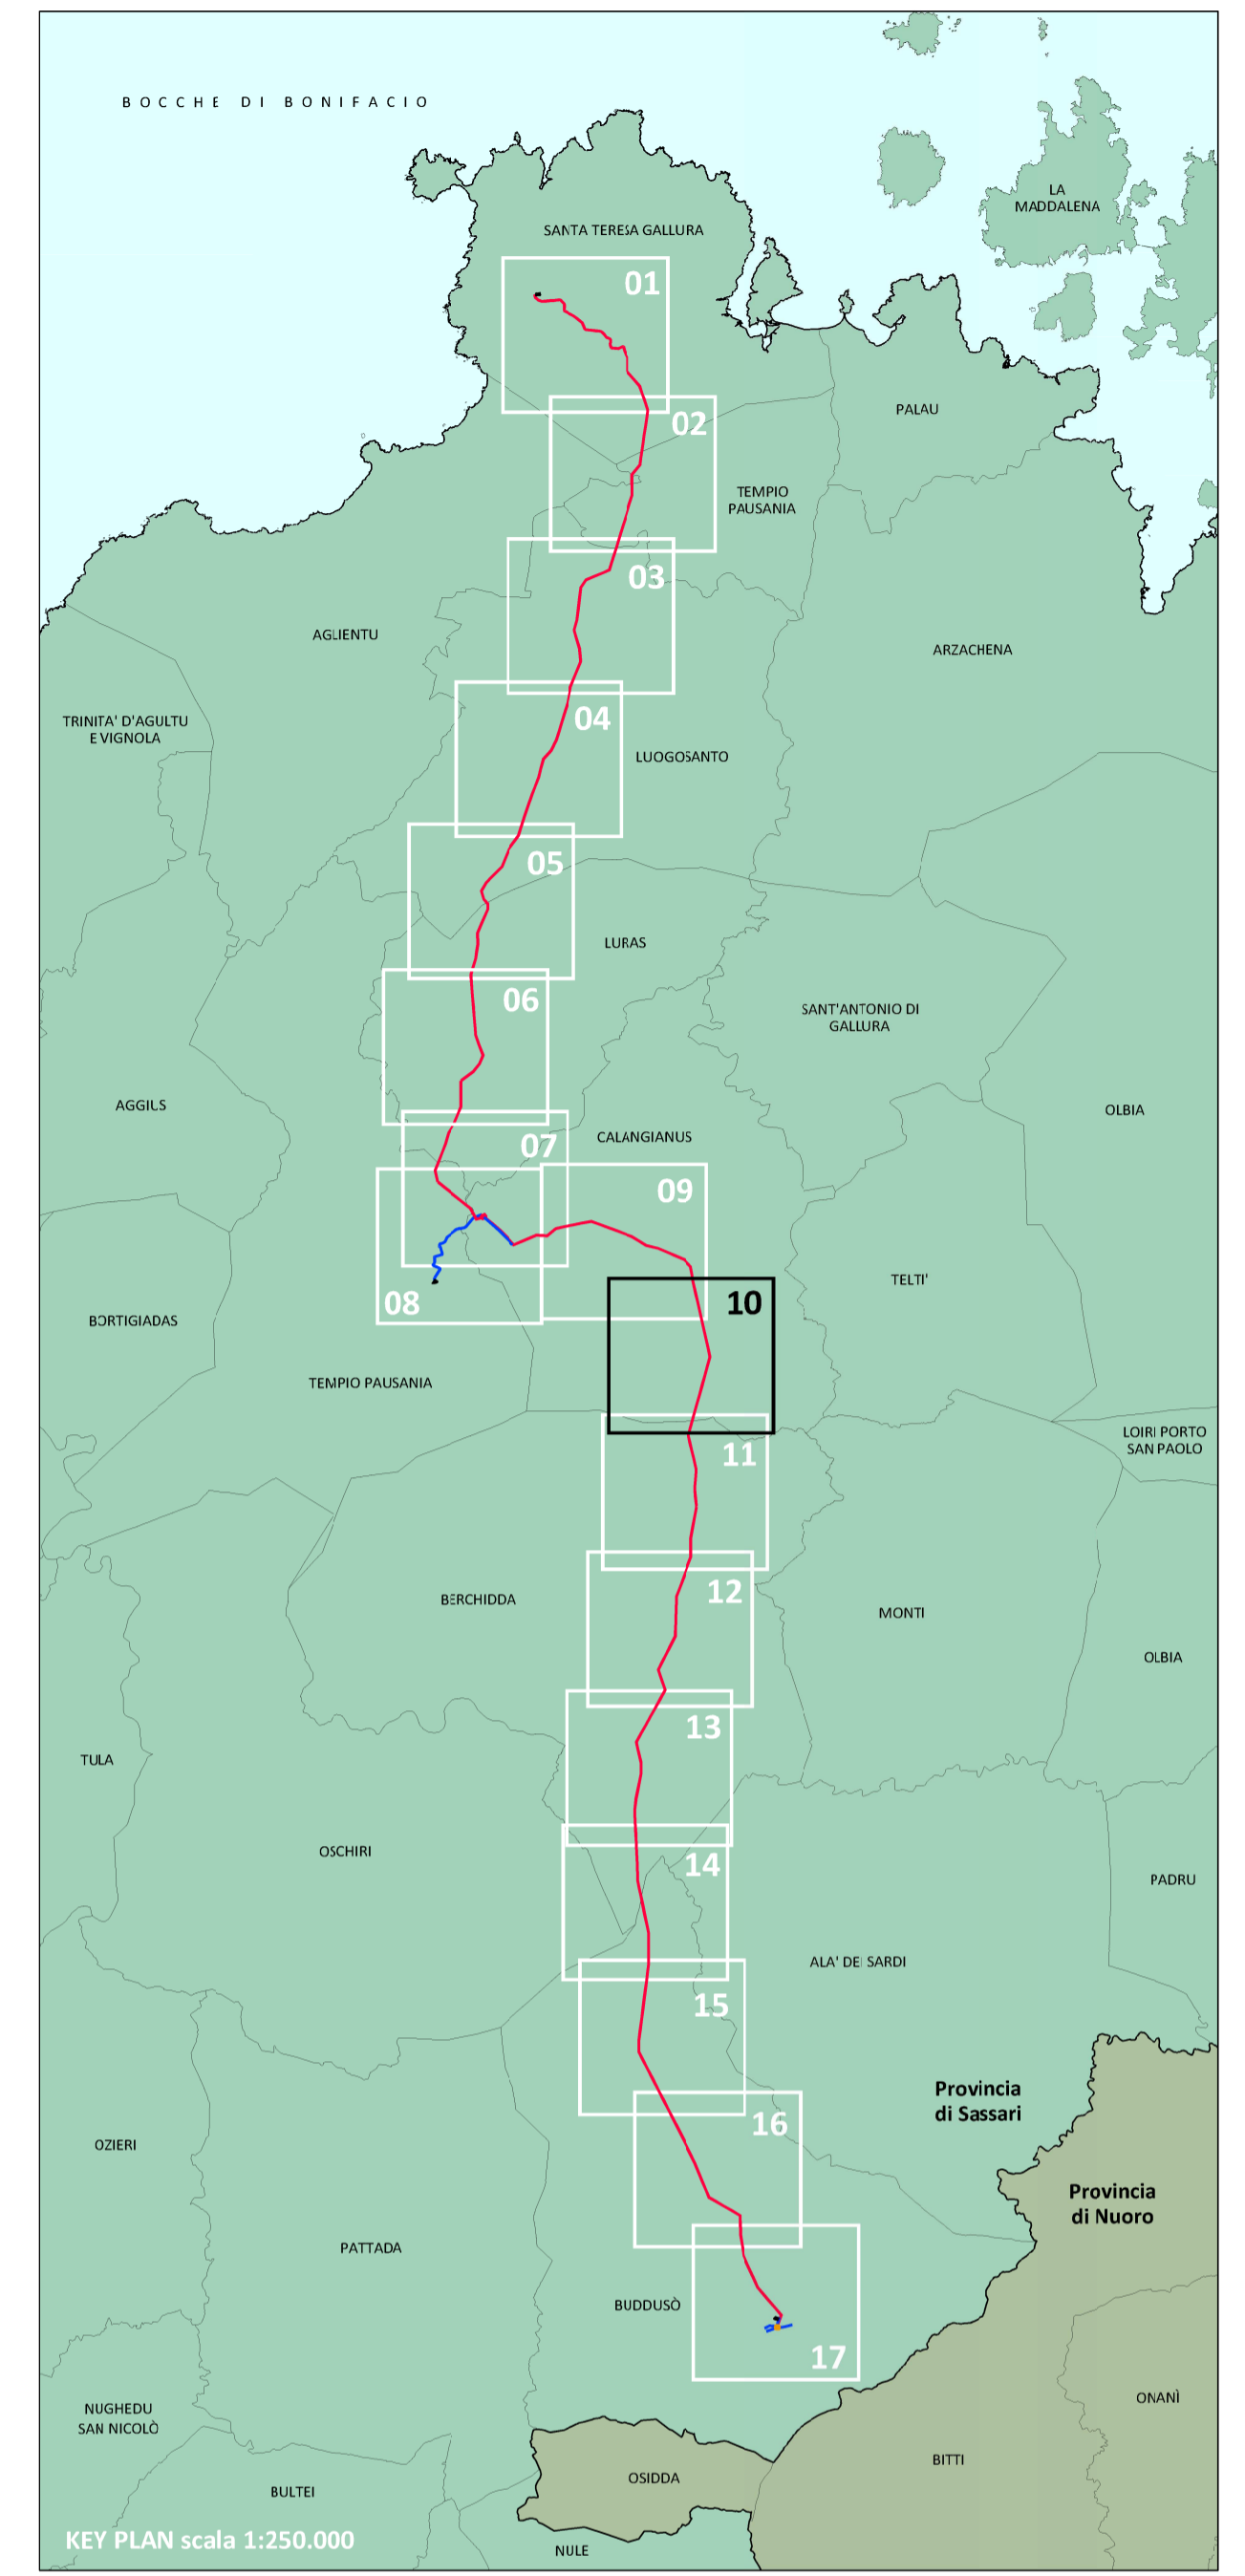 BOCCHE DI BONIFACIO
LA
MADDALENA
SANTA TERESA GALLURA
01
PALAU
02
TEMPIO
PAUSANIA
03
AGLIENTU
ARZACHENA
TRINITA' D'AGULTU
E VIGNOLA
04
LUOGOSANTO
05
LURAS
06
SANT'ANTONIO DI
GALLURA
AGGIUS
OLBIA
CALANGIANUS
07
09
TELTI'
08
10
BORTIGIADAS
TEMPIO PAUSANIA
LOIRI PORTO
SAN PAOLO
11
12
BERCHIDDA
MONTI
OLBIA
13
TULA
OSCHIRI
14
PADRU
ALA' DEI SARDI
15
Provincia
di Sassari
16
OZIERI
Provincia
di Nuoro
PATTADA
BUDDUSÒ
17
ONANÌ
NUGHEDU
SAN NICOLÒ
BITTI
OSIDDA
BULTEI
KEY PLAN scala 1:250.000
NULE